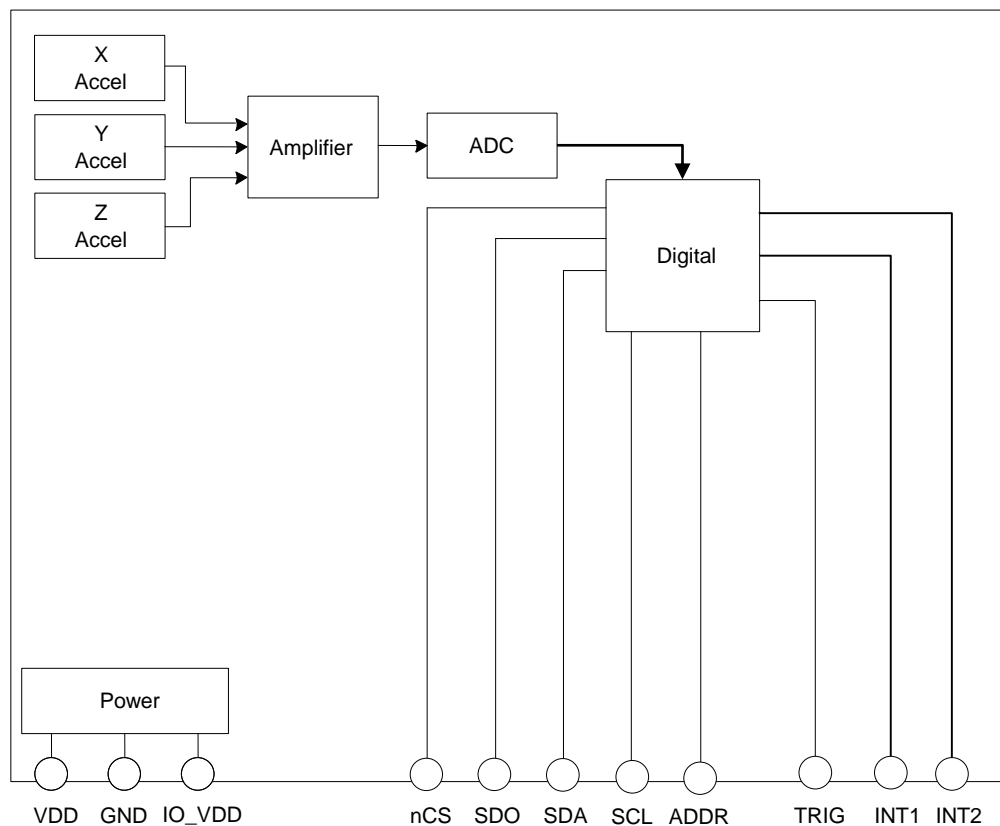 X
Accel
Y
Accel
Z
Accel
Amplifier
ADC
Digital
Power
VDD GND IO_VDD nCS SDO SDA SCL ADDR TRIG INT1 INT2